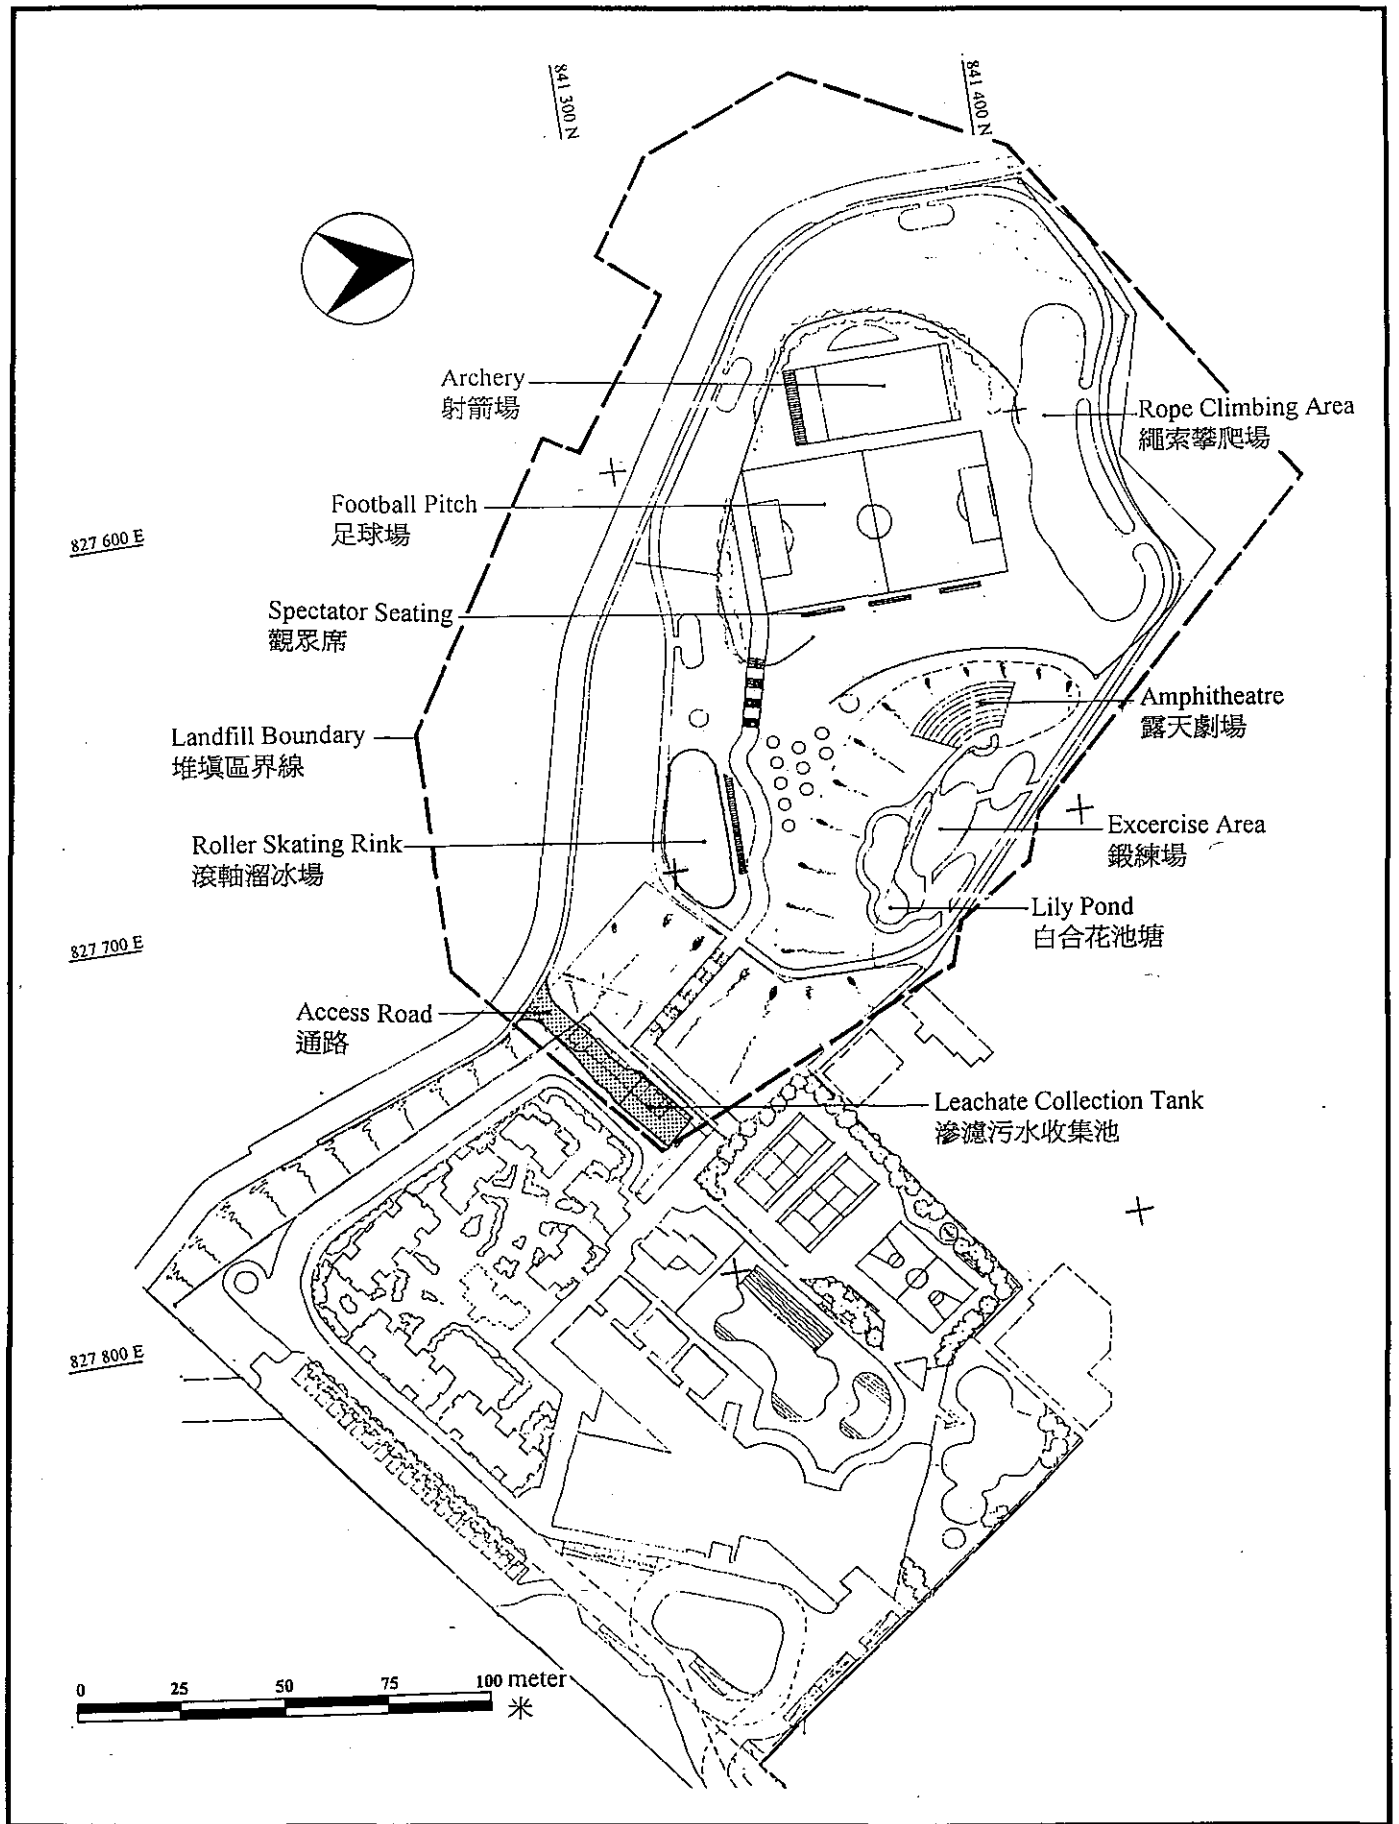 841 300 N
841 400 N
Archery
射箭場
Rope Climbing Area
繩索攀爬場
Football Pitch
足球場
827 600 E
Spectator Seating
觀眾席
Amphitheatre
露天劇場
Landfill Boundary
堆填區界線
Excercise Area
鍛練場
Roller Skating Rink
滾軸溜冰場
Lily Pond
白合花池塘
827 700 E
Access Road
通路
Leachate Collection Tank
滲濾污水收集池
827 800 E
0 25 50 75 100 meter
米